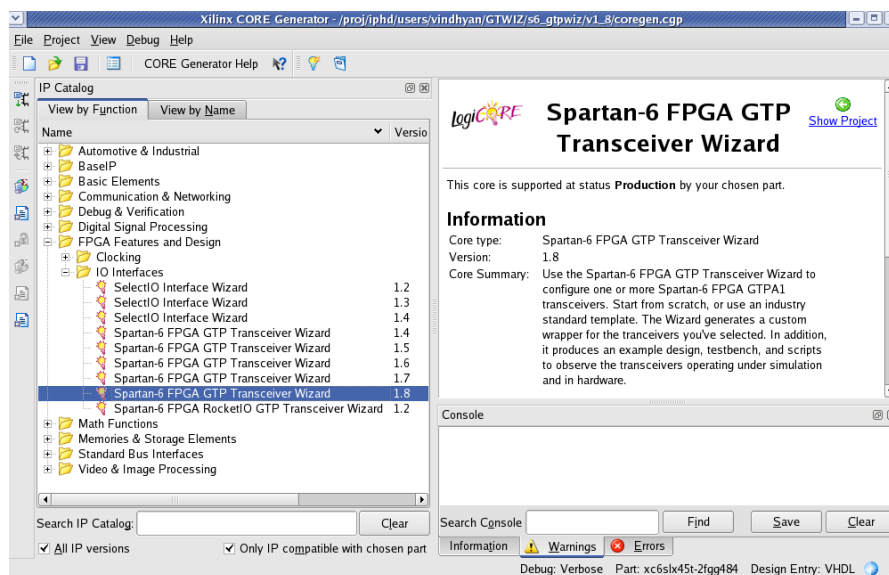 Xilinx CORE Generator - /proj/iphd/users/vindhyan/GTWIZ/s6_gtpwiz/v1_8/coregen.cgp
File Project View Debug Help
CORE Generator Help
IP Catalog
View by Function View by Name
Name Versio
Automotive & Industrial
BaseIP
Basic Elements
Communication & Networking
Debug & Verification
Digital Signal Processing
FPGA Features and Design
Clocking
IO Interfaces
SelectIO Interface Wizard 1.2
SelectIO Interface Wizard 1.3
SelectIO Interface Wizard 1.4
Spartan-6 FPGA GTP Transceiver Wizard 1.4
Spartan-6 FPGA GTP Transceiver Wizard 1.5
Spartan-6 FPGA GTP Transceiver Wizard 1.6
Spartan-6 FPGA GTP Transceiver Wizard 1.7
Spartan-6 FPGA GTP Transceiver Wizard 1.8
Spartan-6 FPGA RocketIO GTP Transceiver Wizard 1.2
Math Functions
Memories & Storage Elements
Standard Bus Interfaces
Video & Image Processing
Search IP Catalog: Clear
All IP versions Only IP compatible with chosen part
LogiCORE
Spartan-6 FPGA GTP
Transceiver Wizard
Show Project
This core is supported at status Production by your chosen part.
Information
Core type: Spartan-6 FPGA GTP Transceiver Wizard
Version: 1.8
Core Summary: Use the Spartan-6 FPGA GTP Transceiver Wizard to
configure one or more Spartan-6 FPGA GTPA1
transceivers. Start from scratch, or use an industry
standard template. The Wizard generates a custom
wrapper for the tranceivers you've selected. In addition,
it produces an example design, testbench, and scripts
to observe the transceivers operating under simulation
and in hardware.
Console
Search Console Find Save Clear
Information Warnings Errors
Debug: Verbose Part: xc6slx45t-2fgg484 Design Entry: VHDL